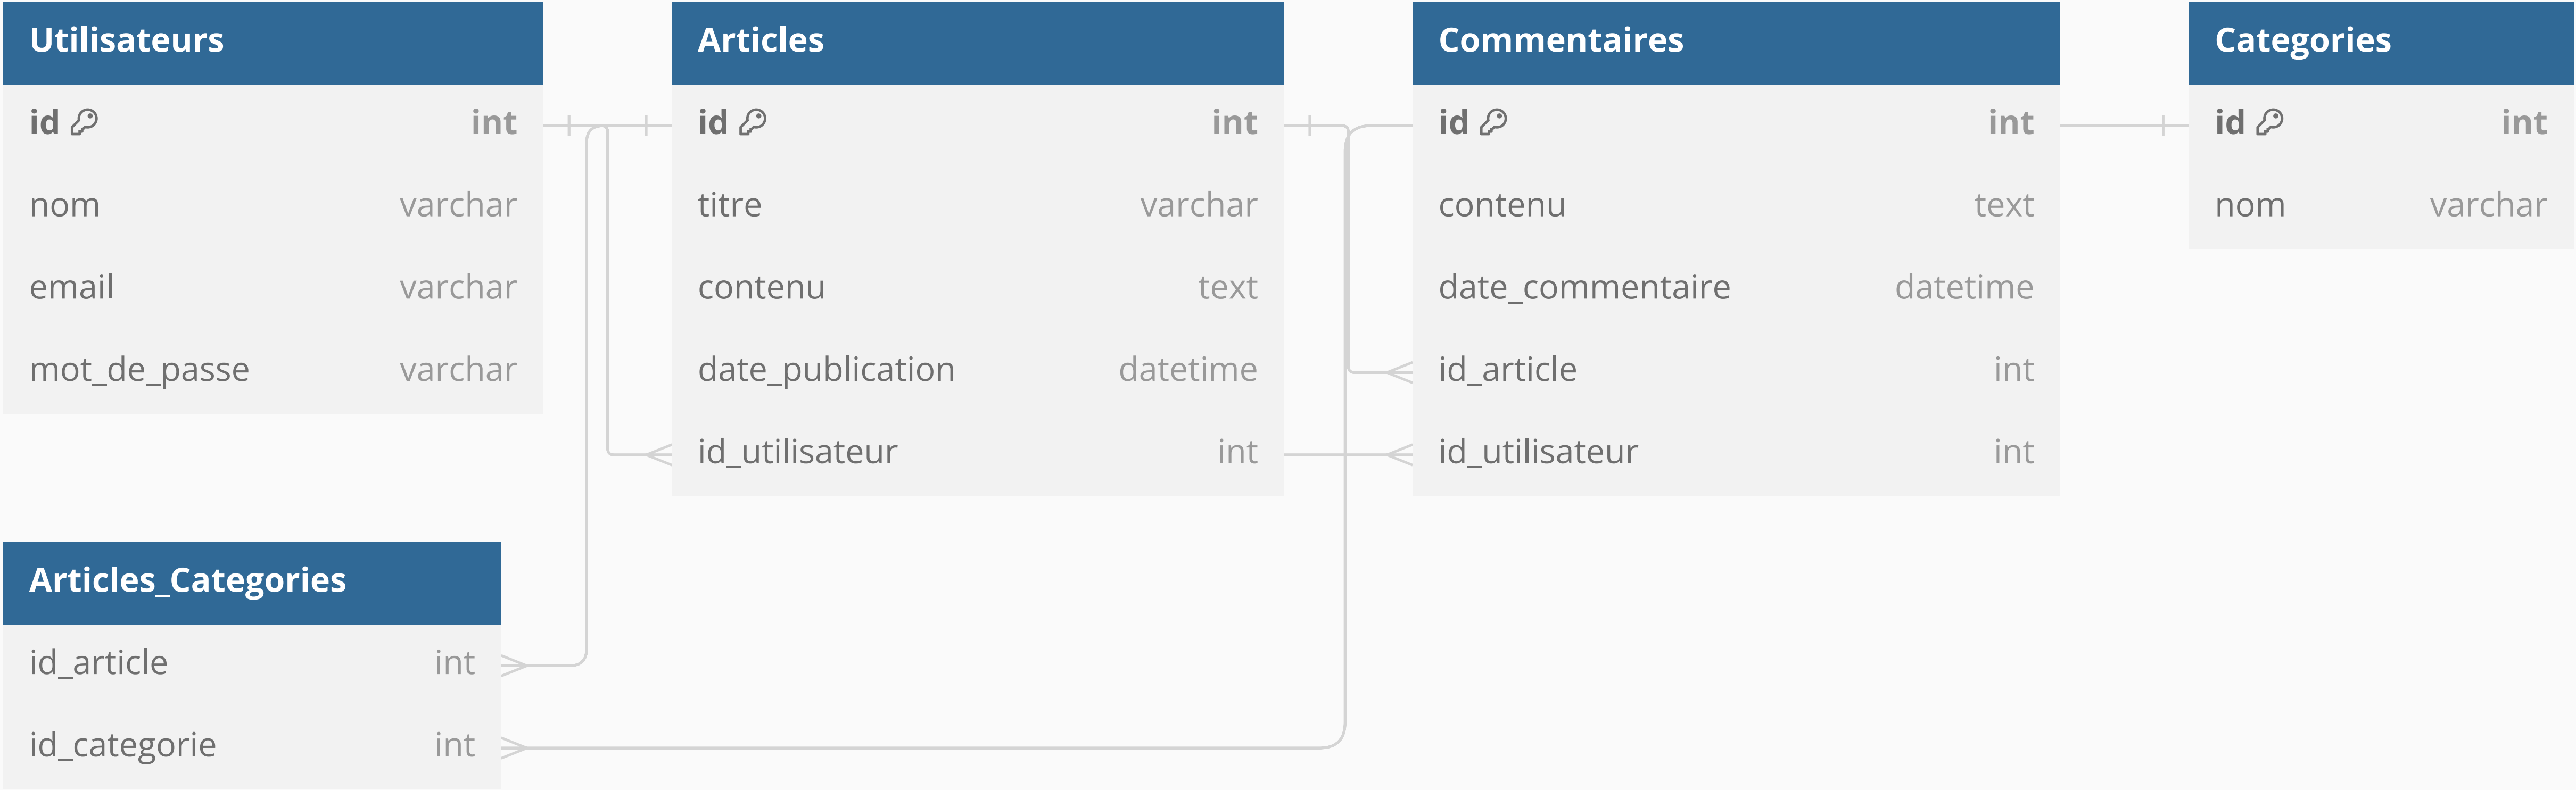 Utilisateurs
id int
nom varchar
email varchar
mot_de_passe varchar
Articles
id int
titre varchar
contenu text
date_publication datetime
id_utilisateur int
Commentaires
id int
contenu text
date_commentaire datetime
id_article int
id_utilisateur int
Categories
id int
nom varchar
Articles_Categories
id_article int
id_categorie int